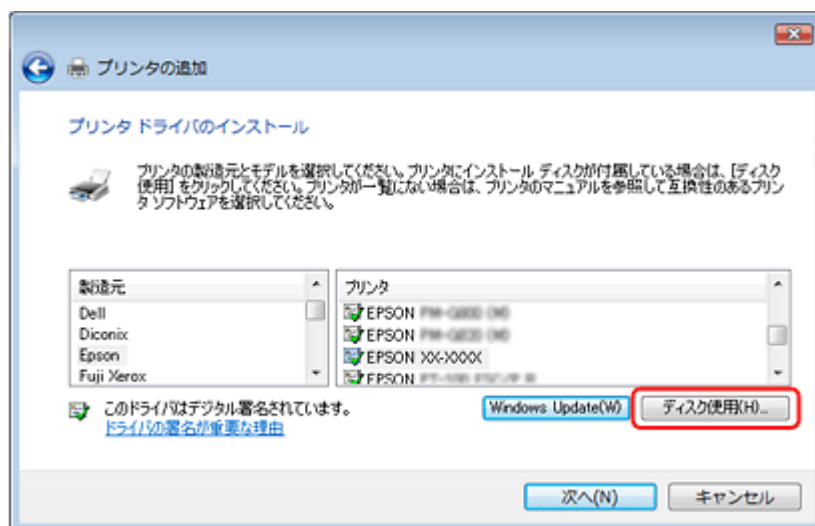 プリンタの追加
プリンタ ドライバのインストール
プリンタの製造元とモデルを選択してください。プリンタにインストール ディスクが付属している場合は、[ディスク
使用] をクリックしてください。プリンタが一覧にない場合は、プリンタのマニュアルを参照して互換性のあるプリン
タ ソフトウェアを選択してください。
製造元
Dell
Diconix
Epson
Fuji Xerox
プリンタ
EPSON
EPSON
EPSON XX-XXXX
EPSON
このドライバはデジタル署名されています。
ドライバの署名が重要な理由
Windows Update(W)
ディスク使用(H)...
次へ(N)
キャンセル